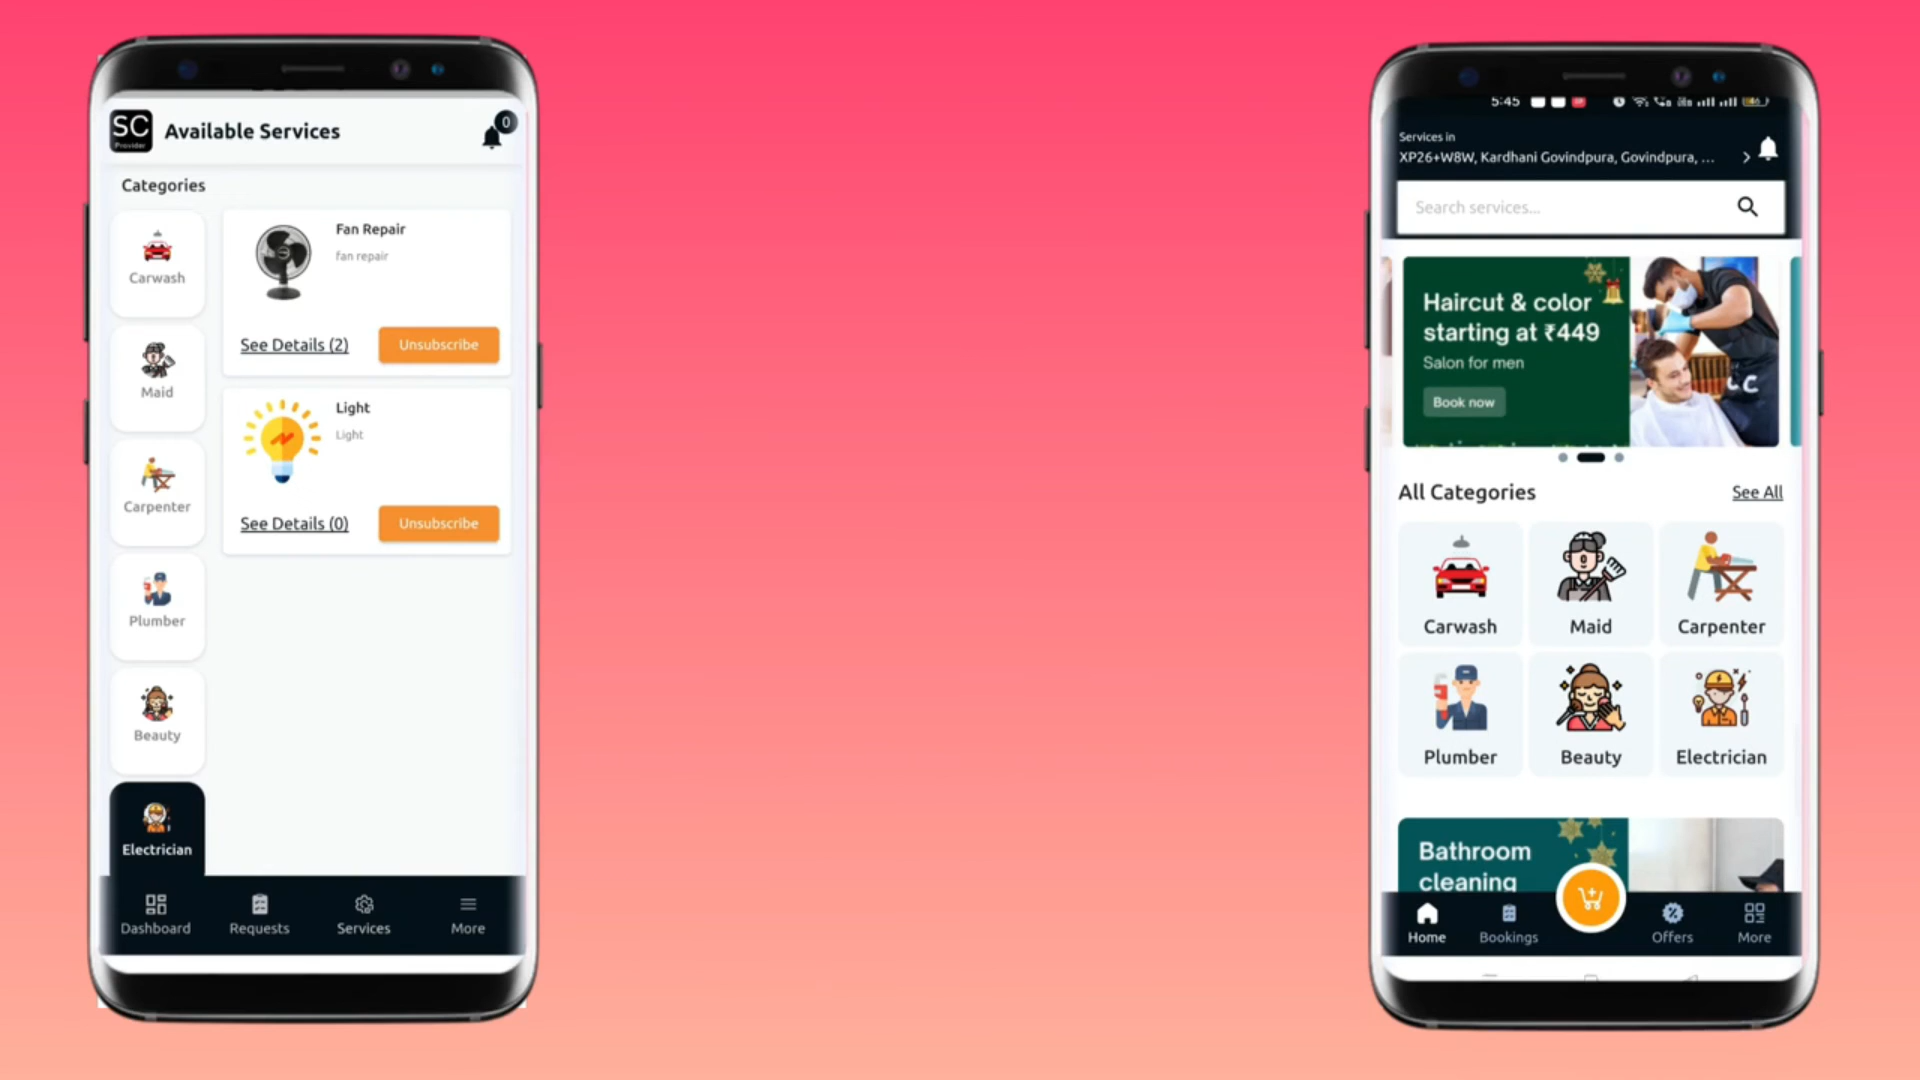 SC
Provider
Available Services
0
Categories
Carwash
Maid
Carpenter
Plumber
Beauty
Electrician
Fan Repair
fan repair
See Details (2)
Unsubscribe
Light
Light
See Details (0)
Unsubscribe
Dashboard
Requests
Services
More
5:45
Services in
XP26+W8W, Kardhani Govindpura, Govindpura, ...
Search services...
Haircut & color
starting at ₹449
Salon for men
Book now
All Categories
See All
Carwash
Maid
Carpenter
Plumber
Beauty
Electrician
Bathroom
cleaning
Home
Bookings
Offers
More